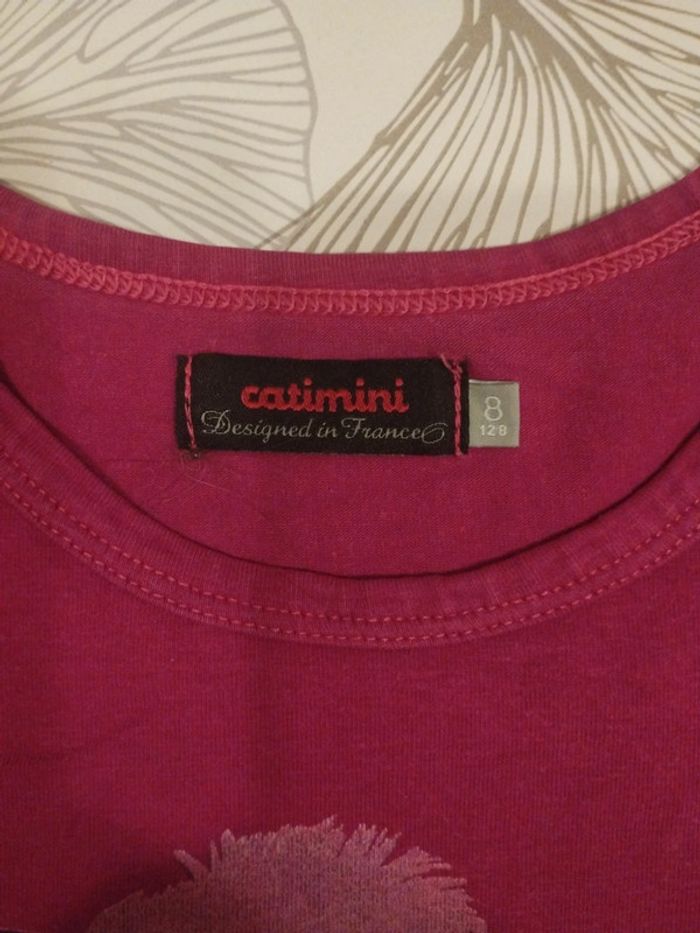 catimini
Designed in France
8
128